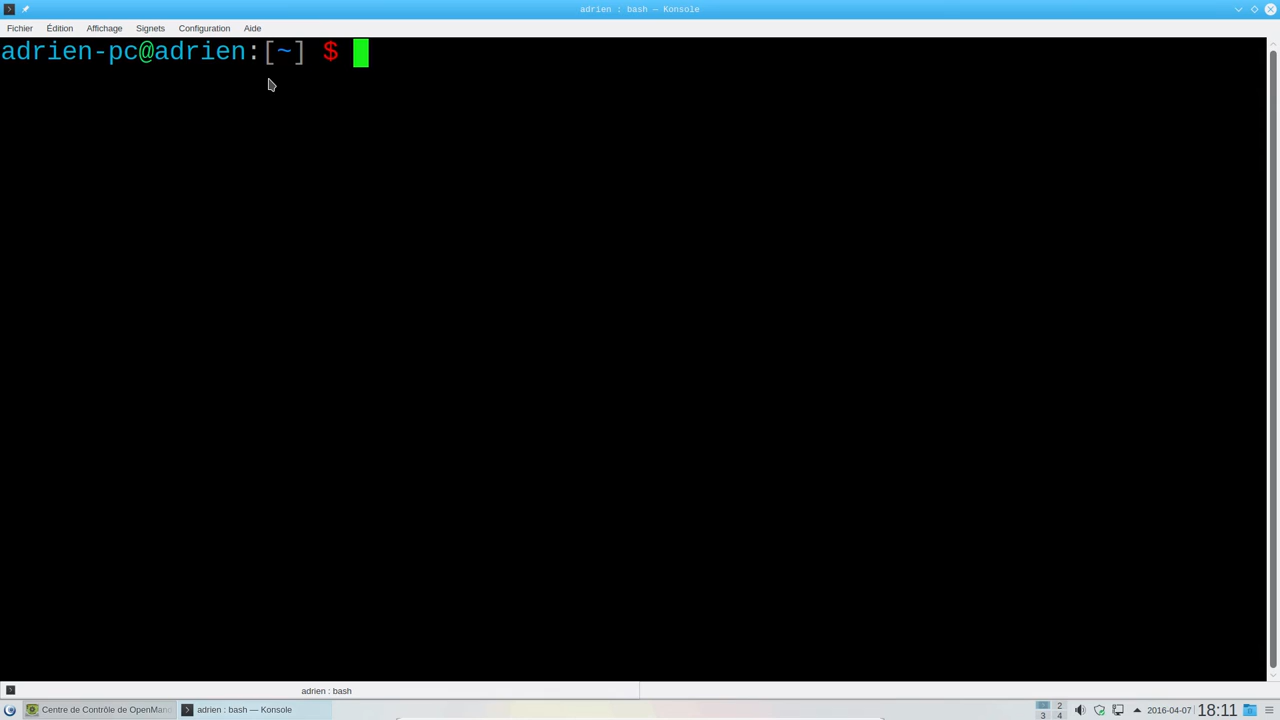 adrien : bash — Konsole
Fichier Édition Affichage Signets Configuration Aide
adrien-pc@adrien:[~] $
adrien : bash
Centre de Contrôle de OpenMand
adrien : bash — Konsole
2
3 4
2016-04-07 18:11